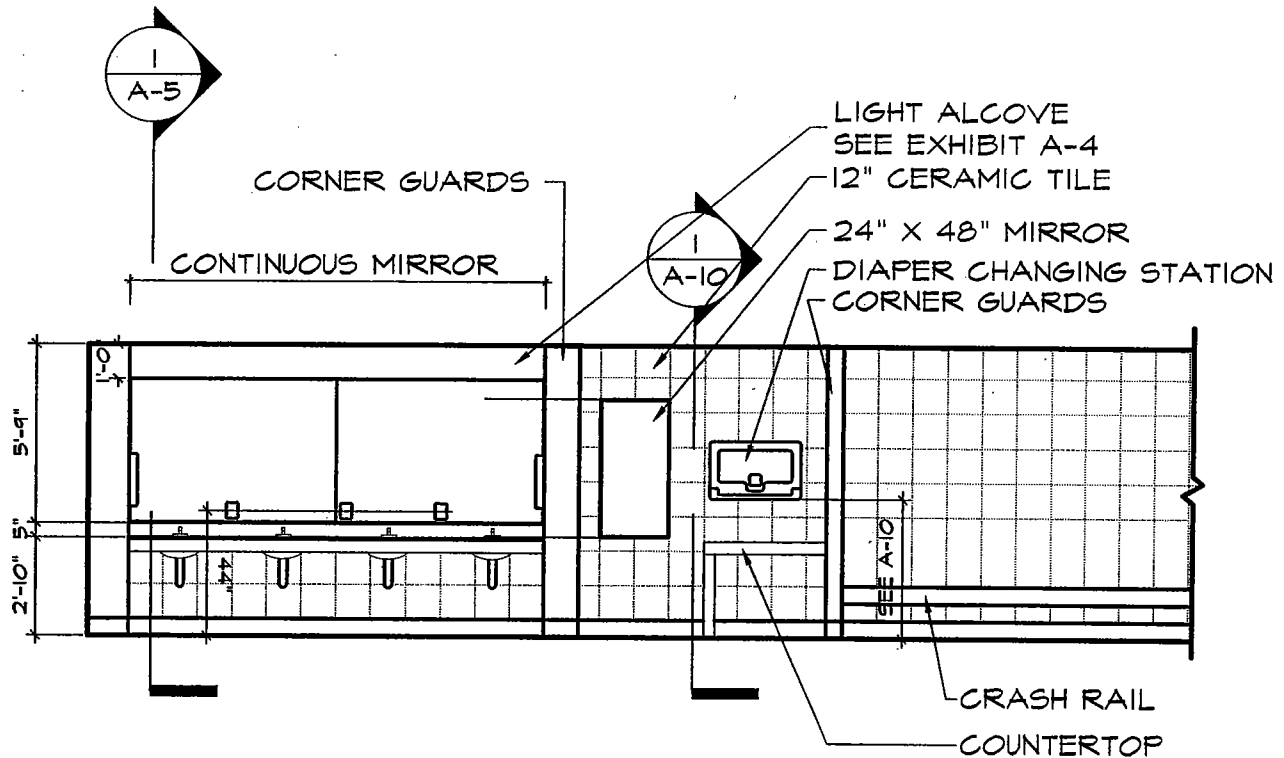 1
A-5
LIGHT ALCOVE
SEE EXHIBIT A-4
CORNER GUARDS
12" CERAMIC TILE
1
A-10
24" X 48" MIRROR
CONTINUOUS MIRROR
DIAPER CHANGING STATION
CORNER GUARDS
1'-0
5'-9"
5"
2'-10"
44"
SEE A-10
CRASH RAIL
COUNTERTOP